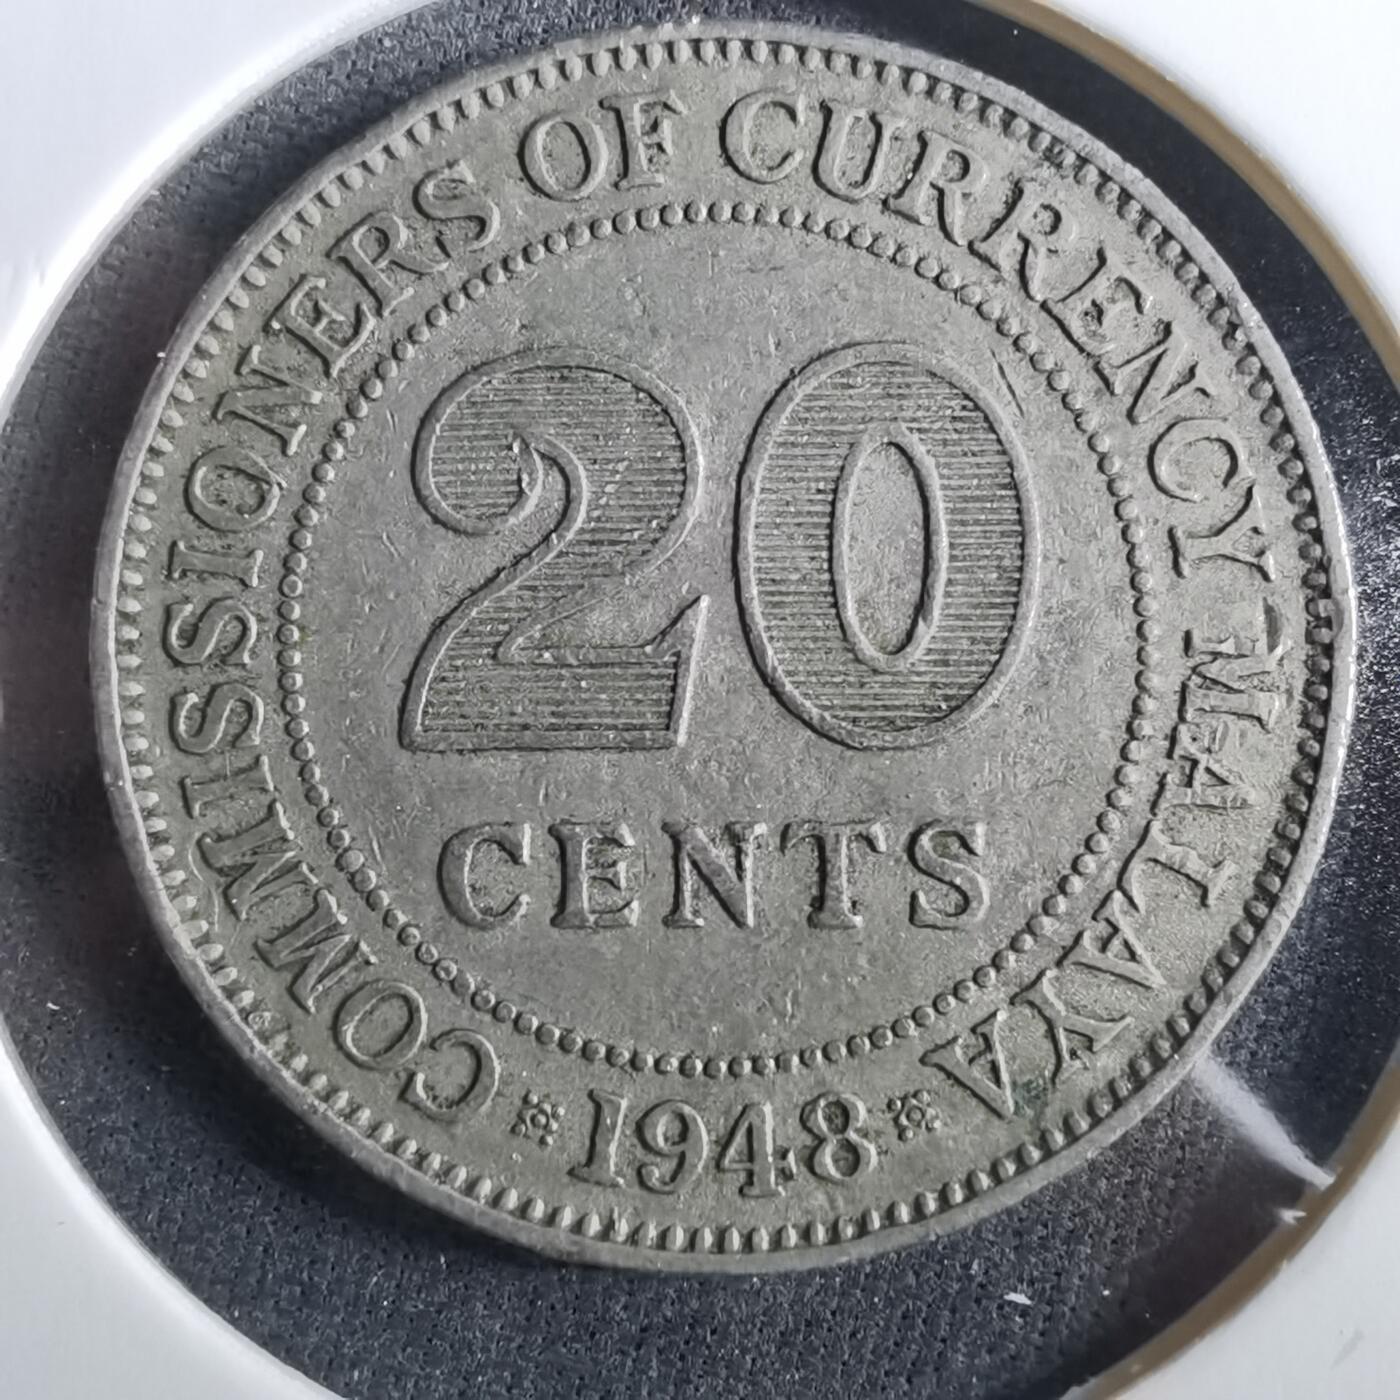 COMMISSIONERS OF CURRENCY MALAYA
20
CENTS
1948